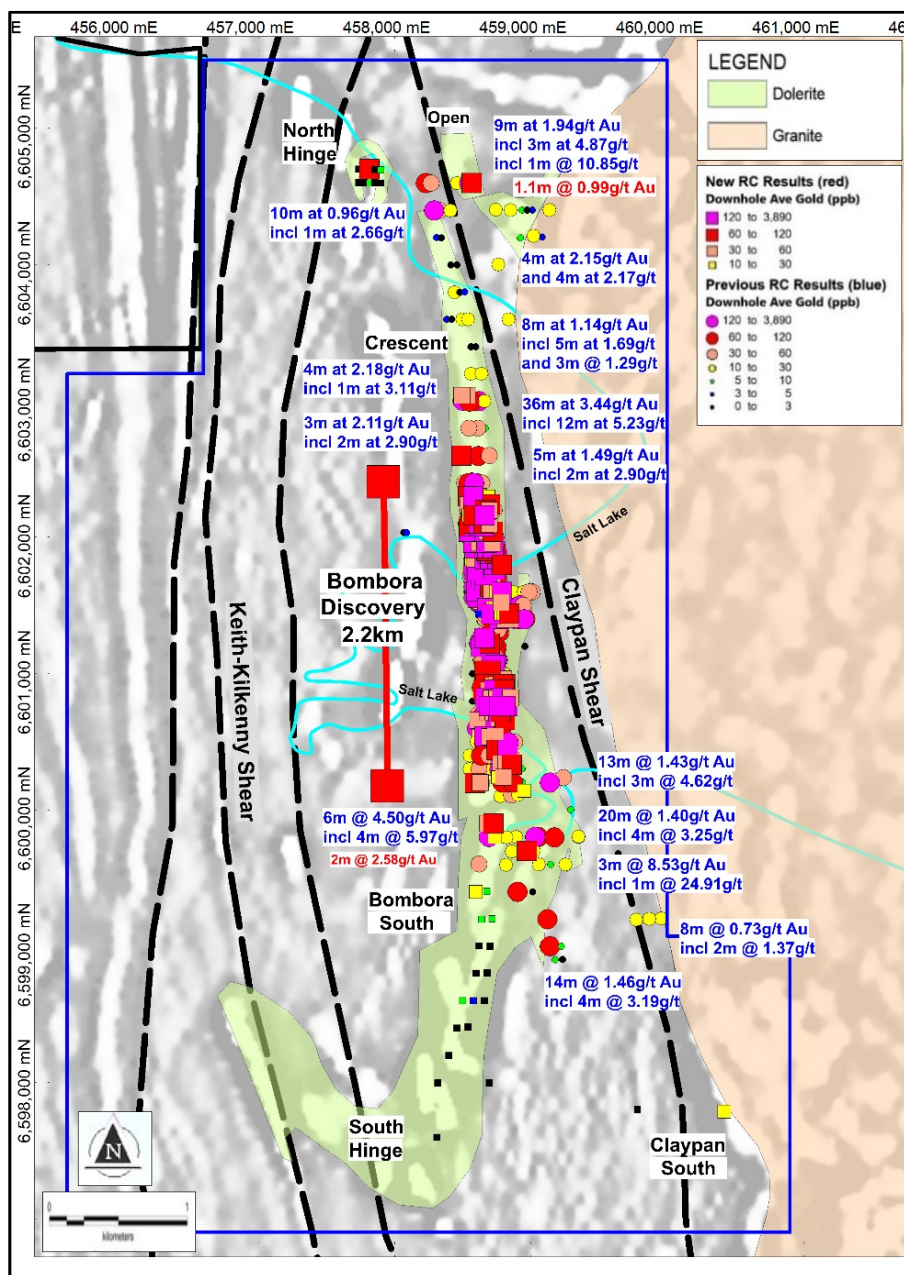 E
456,000 mE
457,000 mE
458,000 mE
459,000 mE
460,000 mE
461,000 mE
46
LEGEND
Dolerite
Granite
New RC Results (red)
Downhole Ave Gold (ppb)
120 to 3,890
60 to 120
30 to 60
10 to 30
Previous RC Results (blue)
Downhole Ave Gold (ppb)
120 to 3,890
60 to 120
30 to 60
10 to 30
5 to 10
3 to 5
0 to 3
6,605,000 mN
6,604,000 mN
6,603,000 mN
6,602,000 mN
6,601,000 mN
6,600,000 mN
6,599,000 mN
6,598,000 mN
North
Hinge
Open
9m at 1.94g/t Au
incl 3m at 4.87g/t
incl 1m @ 10.85g/t
1.1m @ 0.99g/t Au
10m at 0.96g/t Au
incl 1m at 2.66g/t
4m at 2.15g/t Au
and 4m at 2.17g/t
8m at 1.14g/t Au
incl 5m at 1.69g/t
and 3m @ 1.29g/t
Crescent
4m at 2.18g/t Au
incl 1m at 3.11g/t
36m at 3.44g/t Au
incl 12m at 5.23g/t
3m at 2.11g/t Au
incl 2m at 2.90g/t
5m at 1.49g/t Au
incl 2m at 2.90g/t
Salt Lake
Bombora
Discovery
2.2km
Claypan Shear
Keith-Kilkenny Shear
Salt Lake
13m @ 1.43g/t Au
incl 3m @ 4.62g/t
6m @ 4.50g/t Au
incl 4m @ 5.97g/t
2m @ 2.58g/t Au
20m @ 1.40g/t Au
incl 4m @ 3.25g/t
3m @ 8.53g/t Au
incl 1m @ 24.91g/t
Bombora
South
8m @ 0.73g/t Au
incl 2m @ 1.37g/t
14m @ 1.46g/t Au
incl 4m @ 3.19g/t
South
Hinge
Claypan
South
N
0 1
kilometers